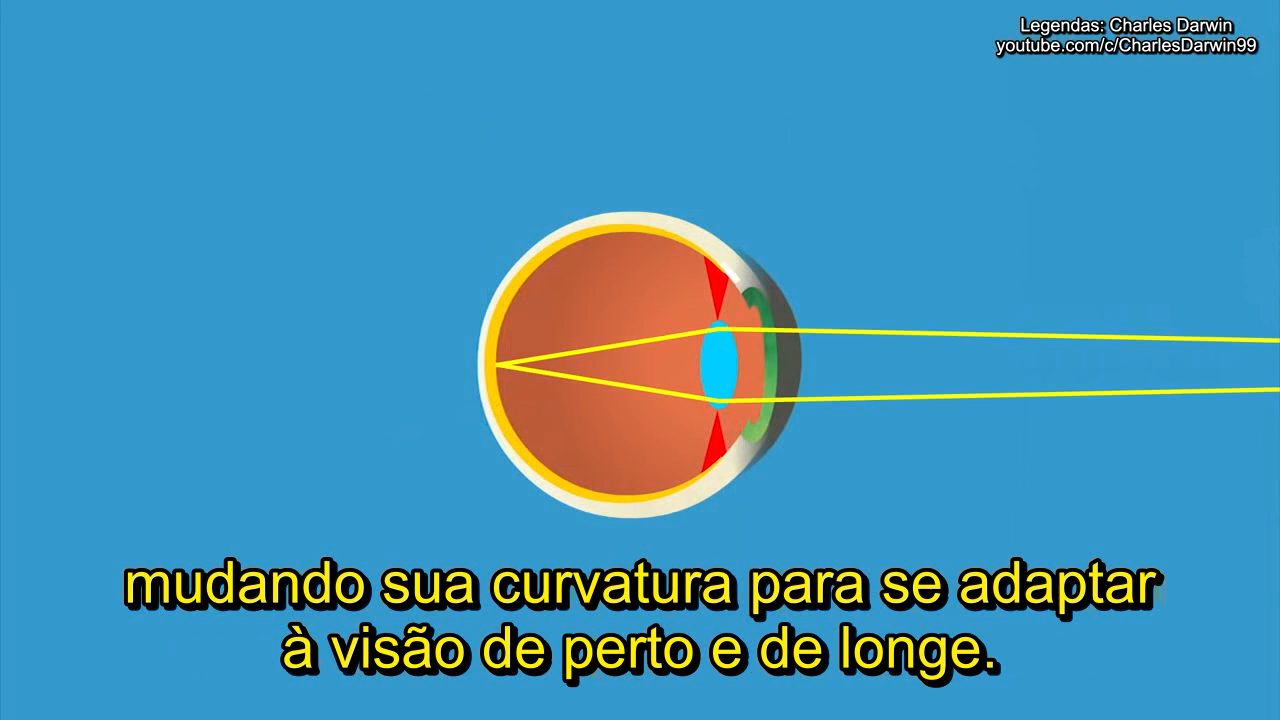 Legendas: Charles Darwin
youtube.com/c/CharlesDarwin99
mudando sua curvatura para se adaptar
à visão de perto e de longe.